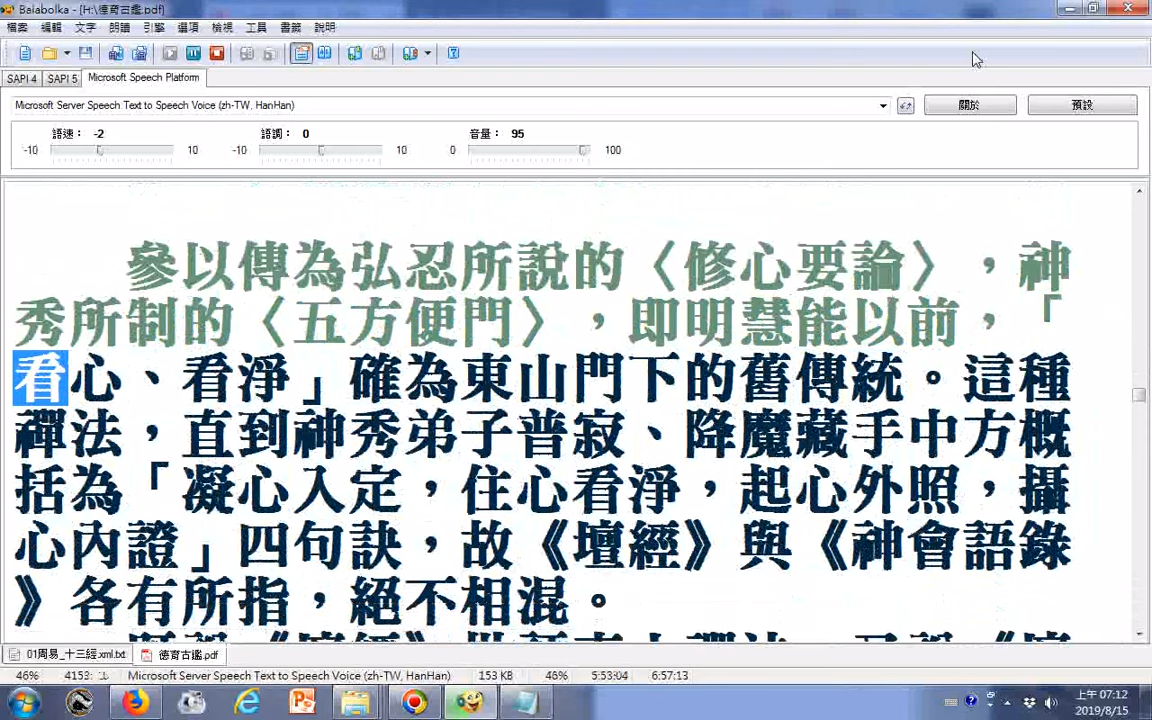 Balabolka - [H:\德育古鑑.pdf]
檔案 編輯 文字 朗讀 引擎 選項 檢視 工具 書籤 說明
SAPI 4 SAPI 5 Microsoft Speech Platform
Microsoft Server Speech Text to Speech Voice (zh-TW, HanHan) 關於 預設
語速： -2 語調： 0 音量： 95
-10 10 -10 10 0 100
參以傳為弘忍所說的〈修心要論〉，神
秀所制的〈五方便門〉，即明慧能以前，「
看心、看淨」確為東山門下的舊傳統。這種
禪法，直到神秀弟子普寂、降魔藏手中方概
括為「凝心入定，住心看淨，起心外照，攝
心內證」四句訣，故《壇經》與《神會語錄
》各有所指，絕不相混。
01周易_十三經.xml.txt 德育古鑑.pdf
46% 4153: Microsoft Server Speech Text to Speech Voice (zh-TW, HanHan) 153 KB 46% 5:53:04 6:57:13
上午 07:12
2019/8/15